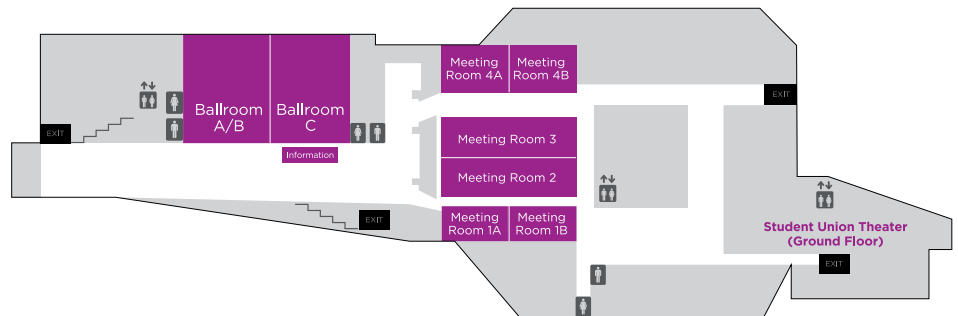 Meeting
Room 4A
Meeting
Room 4B
Ballroom
A/B
Ballroom
C
EXIT
EXIT
Meeting Room 3
Information
Meeting Room 2
Meeting
Room 1A
Meeting
Room 1B
EXIT
Student Union Theater
(Ground Floor)
EXIT